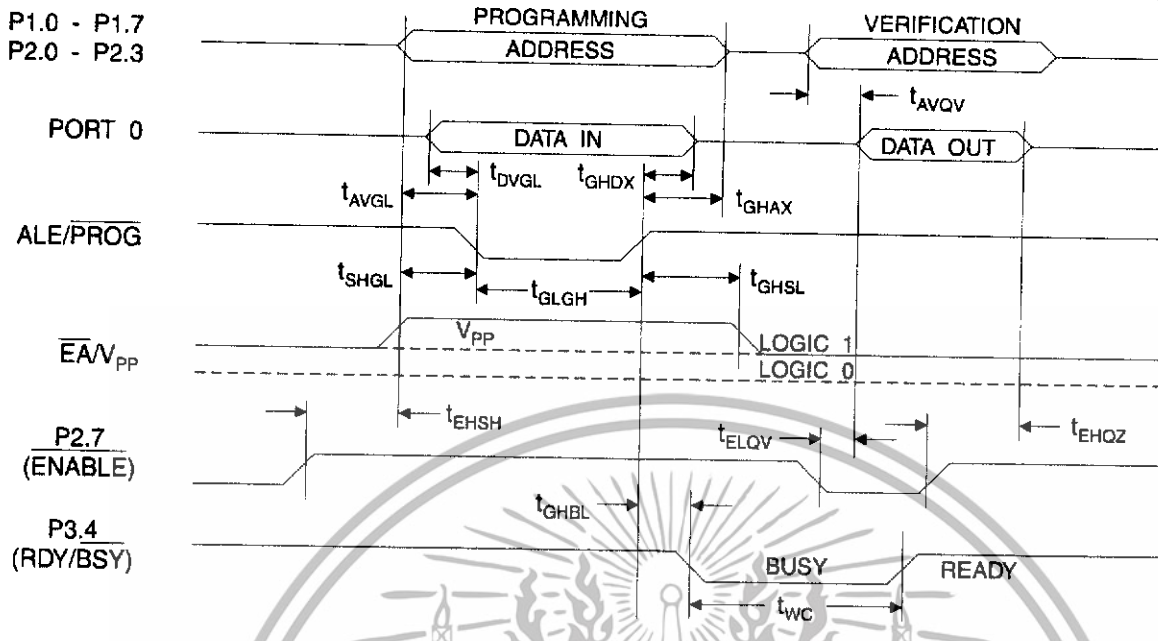 P1.0 - P1.7
P2.0 - P2.3
PROGRAMMING
ADDRESS
VERIFICATION
ADDRESS
tAVQV
PORT 0
DATA IN
DATA OUT
tDVGL
tGHDX
tAVGL
tGHAX
ALE/PROG
tSHGL
tGLGH
tGHSL
EA/VPP
VPP
LOGIC 1
LOGIC 0
tEHSH
tELQV
tEHQZ
P2.7
(ENABLE)
tGHBL
P3.4
(RDY/BSY)
BUSY
READY
tWC